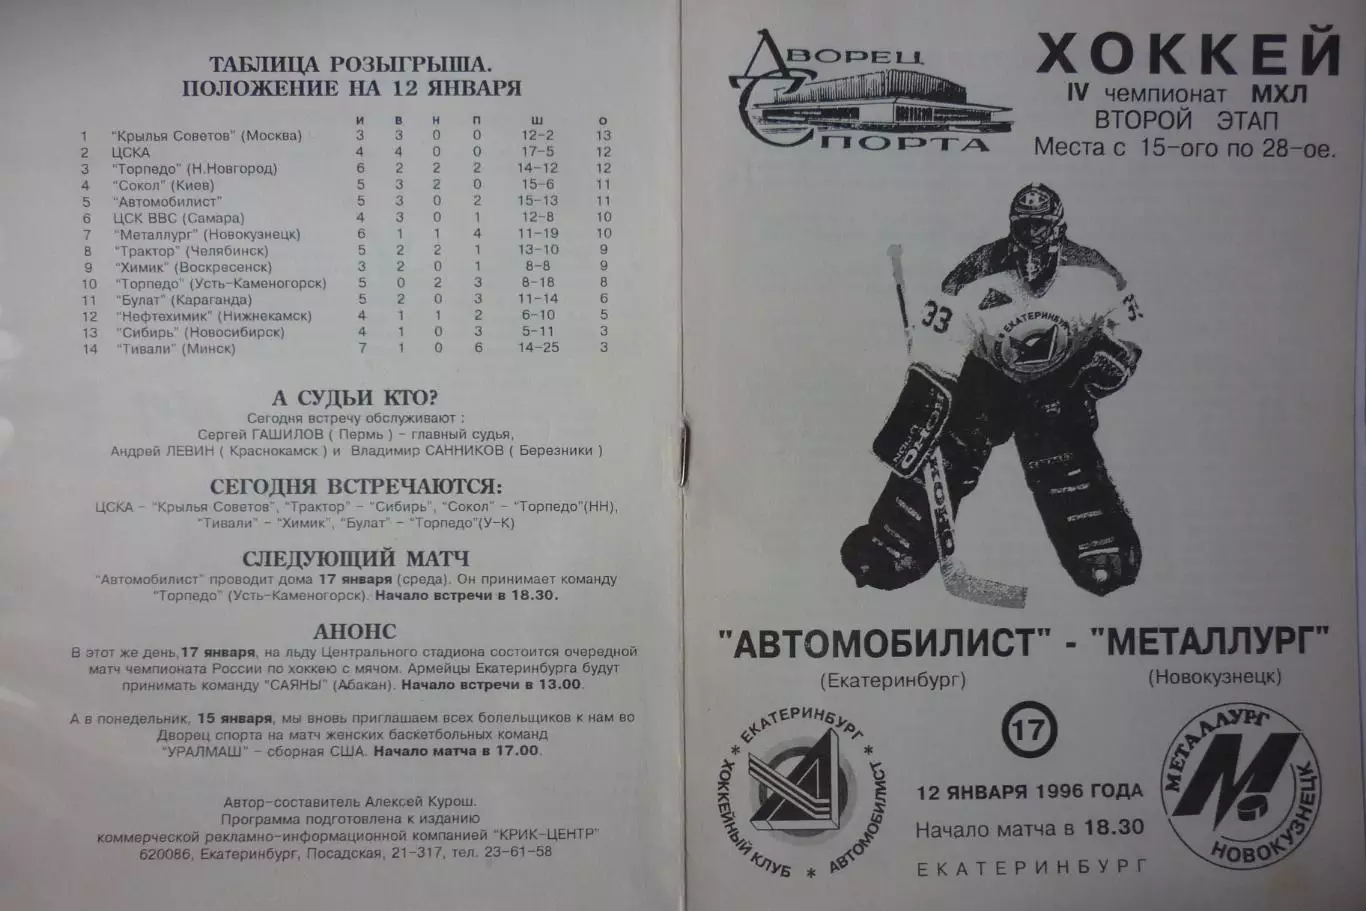 ТАБЛИЦА РОЗЫГРЫША.
ПОЛОЖЕНИЕ НА 12 ЯНВАРЯ
и в н п ш о
1 "Крылья Советов" (Москва) 3 3 0 0 12-2 13
2 ЦСКА 4 4 0 0 17-5 12
3 "Торпедо" (Н.Новгород) 6 2 2 2 14-12 12
4 "Сокол" (Киев) 5 3 2 0 15-6 11
5 "Автомобилист" 5 3 0 2 15-13 11
6 ЦСК ВВС (Самара) 4 3 0 1 12-8 10
7 "Металлург" (Новокузнецк) 6 1 1 4 11-19 10
8 "Трактор" (Челябинск) 5 2 2 1 13-10 9
9 "Химик" (Воскресенск) 3 2 0 1 8-8 9
10 "Торпедо" (Усть-Каменогорск) 5 0 2 3 8-18 8
11 "Булат" (Караганда) 5 2 0 3 11-14 6
12 "Нефтехимик" (Нижнекамск) 4 1 1 2 6-10 5
13 "Сибирь" (Новосибирск) 4 1 0 3 5-11 3
14 "Тивали" (Минск) 7 1 0 6 14-25 3
А СУДЬИ КТО?
Сегодня встречу обслуживают :
Сергей ГАШИЛОВ ( Пермь ) - главный судья,
Андрей ЛЕВИН ( Краснокамск ) и Владимир САННИКОВ ( Березники )
СЕГОДНЯ ВСТРЕЧАЮТСЯ:
ЦСКА - "Крылья Советов", "Трактор" - "Сибирь", "Сокол" - "Торпедо"(НН),
"Тивали" - "Химик", "Булат" - "Торпедо"(У-К)
СЛЕДУЮЩИЙ МАТЧ
"Автомобилист" проводит дома 17 января (среда). Он принимает команду
"Торпедо" (Усть-Каменогорск). Начало встречи в 18.30.
АНОНС
В этот же день,17 января, на льду Центрального стадиона состоится очередной
матч чемпионата России по хоккею с мячом. Армейцы Екатеринбурга будут
принимать команду "САЯНЫ" (Абакан). Начало встречи в 13.00.
А в понедельник, 15 января, мы вновь приглашаем всех болельщиков к нам во
Дворец спорта на матч женских баскетбольных команд
"УРАЛМАШ" - сборная США. Начало матча в 17.00.
Автор-составитель Алексей Курош.
Программа подготовлена к изданию
коммерческой рекламно-информационной компанией "КРИК-ЦЕНТР"
620086, Екатеринбург, Посадская, 21-317, тел. 23-61-58
ДВОРЕЦ
СПОРТА
ХОККЕЙ
IV чемпионат МХЛ
ВТОРОЙ ЭТАП
Места с 15-ого по 28-ое.
33
ЕКАТЕРИНБУРГ
"АВТОМОБИЛИСТ" - "МЕТАЛЛУРГ"
(Екатеринбург) (Новокузнецк)
17
12 ЯНВАРЯ 1996 ГОДА
Начало матча в 18.30
ЕКАТЕРИНБУРГ
ЕКАТЕРИНБУРГ * ХОККЕЙНЫЙ КЛУБ * АВТОМОБИЛИСТ *
МЕТАЛЛУРГ
НОВОКУЗНЕЦК